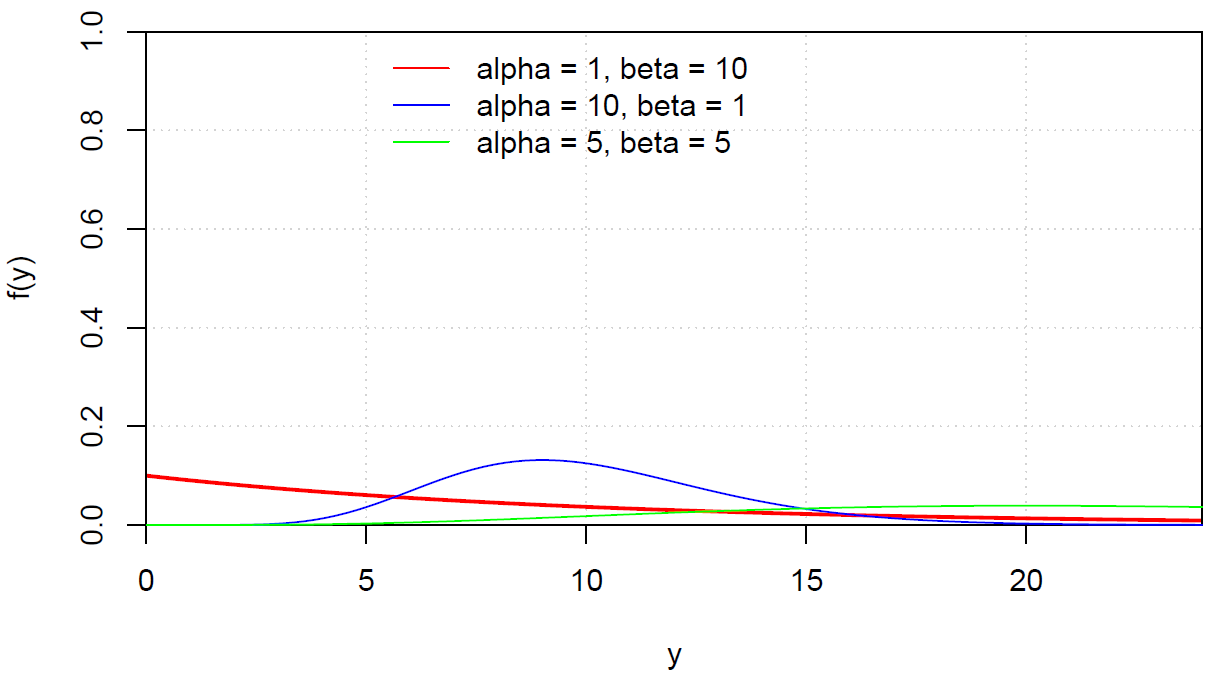 1.0
0.8
0.6
0.4
0.2
0.0
f(y)
alpha = 1, beta = 10
alpha = 10, beta = 1
alpha = 5, beta = 5
0 5 10 15 20
y